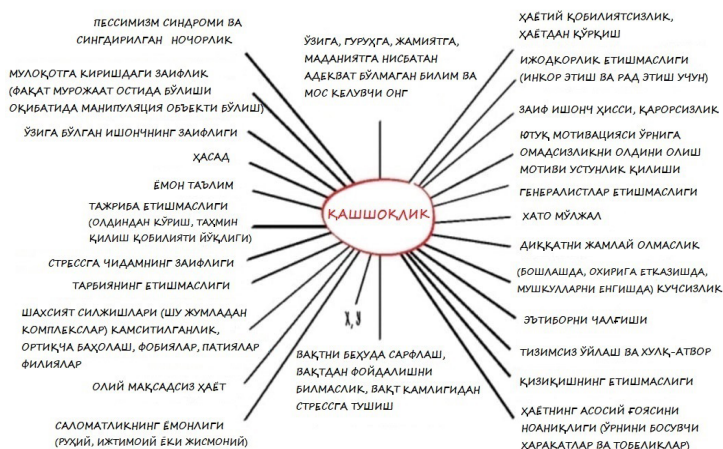 ПЕССИМИЗМ СИНДРОМИ ВА
СИНГДИРИЛГАН НОЧОРЛИК
МУЛОҚОТГА КИРИШДАГИ ЗАИФЛИК
(ФАҚАТ МУРОЖААТ ОСТИДА БЎЛИШИ
ОҚИБАТИДА МАНИПУЛЯЦИЯ ОБЪЕКТИ БЎЛИШ)
ЎЗИГА БЎЛГАН ИШОНЧНИНГ ЗАИФЛИГИ
ҲАСАД
ЁМОН ТАЪЛИМ
ТАЖРИБА ЕТИШМАСЛИГИ
(ОЛДИНДАН КЎРИШ, ТАХМИН
ҚИЛИШ ҚОБИЛИЯТИ ЙЎҚЛИГИ)
СТРЕССГА ЧИДАМНИНГ ЗАИФЛИГИ
ТАРБИЯНИНГ ЕТИШМАСЛИГИ
ШАХСИЯТ СИЛЖИШЛАРИ (ШУ ЖУМЛАДАН
КОМПЛЕКСЛАР) КАМСИТИЛГАНЛИК,
ОРТИҚЧА БАҲОЛАШ, ФОБИЯЛАР, ПАТИЯЛАР
ФИЛИЯЛАР
ОЛИЙ МАҚСАДСИЗ ҲАЁТ
САЛОМАТЛИКНИНГ ЁМОНЛИГИ
(РУҲИЙ, ИЖТИМОИЙ ЁКИ ЖИСМОНИЙ)
ЎЗИГА, ГУРУҲГА, ЖАМИЯТГА,
МАДАНИЯТГА НИСБАТАН
АДЕКВАТ БЎЛМАГАН БИЛИМ ВА
МОС КЕЛУВЧИ ОНГ
ҚАШШОҚЛИК
Х, У
ВАҚТНИ БЕҲУДА САРФЛАШ,
ВАҚТДАН ФОЙДАЛИШНИ
БИЛМАСЛИК, ВАҚТ КАМЛИГИДАН
СТРЕССГА ТУШИШ
ҲАЁТИЙ ҚОБИЛИЯТСИЗЛИК,
ҲАЁТДАН ҚЎРҚИШ
ИЖОДКОРЛИК ЕТИШМАСЛИГИ
(ИНКОР ЭТИШ ВА РАД ЭТИШ УЧУН)
ЗАИФ ИШОНЧ ҲИССИ, ҚАРОРСИЗЛИК
ЮТУҚ МОТИВАЦИЯСИ ЎРНИГА
ОМАДСИЗЛИКНИ ОЛДИНИ ОЛИШ
МОТИВИ УСТУНЛИК ҚИЛИШИ
ГЕНЕРАЛИСТЛАР ЕТИШМАСЛИГИ
ХАТО МЎЛЖАЛ
ДИҚҚАТНИ ЖАМЛАЙ ОЛМАСЛИК
(БОШЛАШДА, ОХИРИГА ЕТКАЗИШДА,
МУШКУЛЛАРНИ ЕНГИШДА) КУЧСИЗЛИК
ЭЪТИБОРНИ ЧАЛҒИШИ
ТИЗИМСИЗ ЎЙЛАШ ВА ХУЛҚ-АТВОР
ҚИЗИҚИШНИНГ ЕТИШМАСЛИГИ
ҲАЁТНИНГ АСОСИЙ ҒОЯСИНИ
НОАНИҚЛИГИ (ЎРНИНИ БОСУВЧИ
ҲАРАКАТЛАР ВА ТОБЕЛИКЛАР)